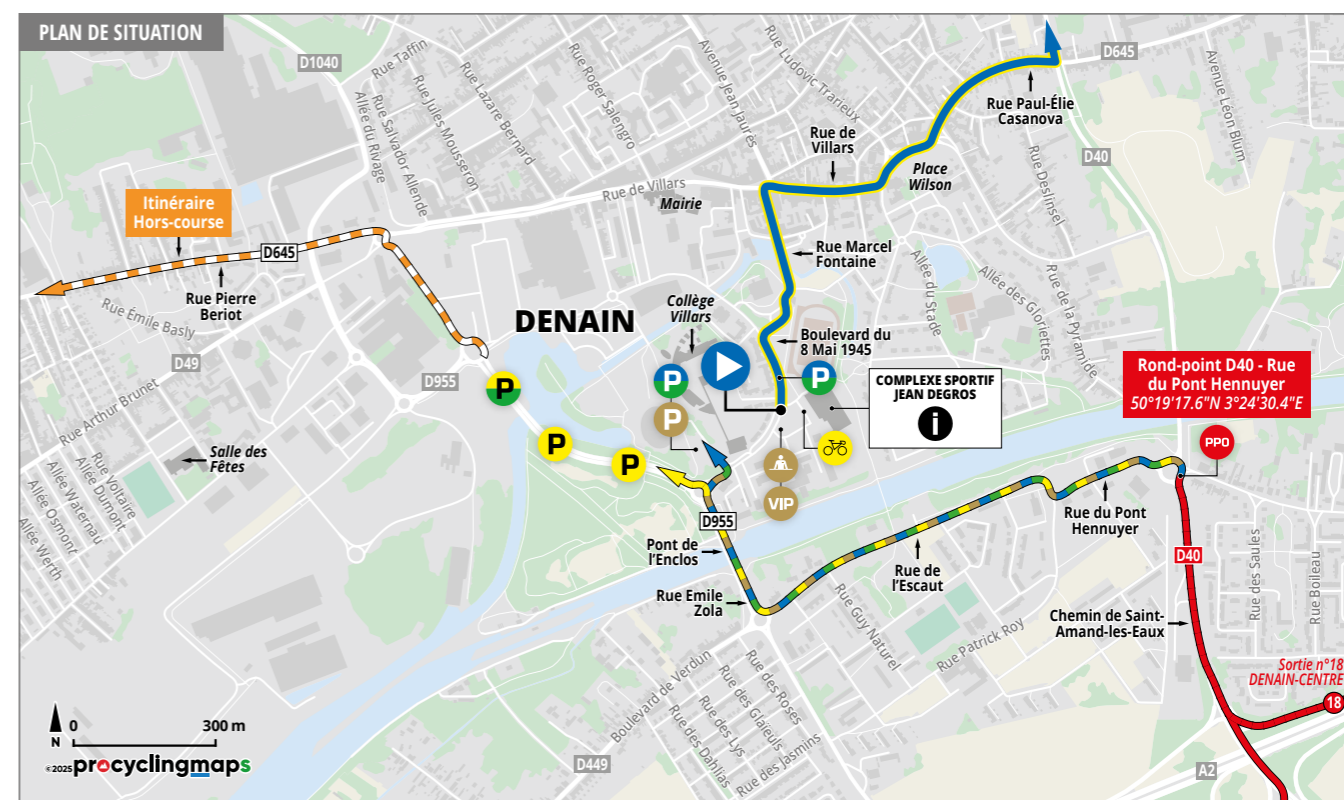 PLAN DE SITUATION
D1040
Rue Taffin
Rue Lazare Bernard
Rue Jules Mousseron
Rue Salvador Allende
Allée du Rivage
Rue Roger Salengro
Avenue Jean Jaurès
Rue Ludovic Trarieux
D645
Avenue Léon Blum
Rue Paul-Élie
Casanova
Rue de
Villars
D40
Place
Wilson
Rue Deslinsel
Rue de Villars
Mairie
Itinéraire
Hors-course
D645
Rue Marcel
Fontaine
Allée du Stade
Allée des Gloriettes
Rue de la Pyramide
Rue Pierre
Beriot
Rue Émile Basly
Collège
Villars
DENAIN
Boulevard du
8 Mai 1945
D49
D955
P
P
P
P
COMPLEXE SPORTIF
JEAN DEGROS
i
Rond-point D40 - Rue
du Pont Hennuyer
50°19'17.6"N 3°24'30.4"E
PPO
Rue Arthur Brunet
Salle des
Fêtes
P
P
VIP
Rue Voltaire
Allée Dumont
Allée Waternau
Allée Osmont
Allée Werth
D955
Pont de
l'Enclos
Rue du Pont
Hennuyer
Rue de
l'Escaut
D40
Rue Emile
Zola
Rue Guy Naturel
Rue Patrick Roy
Chemin de Saint-
Amand-les-Eaux
Rue des Saules
Rue Boileau
Boulevard de Verdun
Rue des Roses
Rue des Glaïeuls
Rue des Lys
Rue des Dahlias
Rue des Jasmins
Sortie n°18
DENAIN-CENTRE
18
D449
A2
0 300 m
N
©2025 procyclingmaps